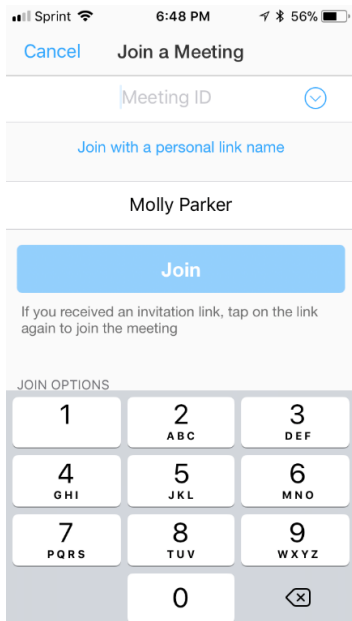 Sprint 6:48 PM 56%
Cancel Join a Meeting
Meeting ID
Join with a personal link name
Molly Parker
Join
If you received an invitation link, tap on the link
again to join the meeting
JOIN OPTIONS
1 2 3
ABC DEF
4 5 6
GHI JKL MNO
7 8 9
PQRS TUV WXYZ
0